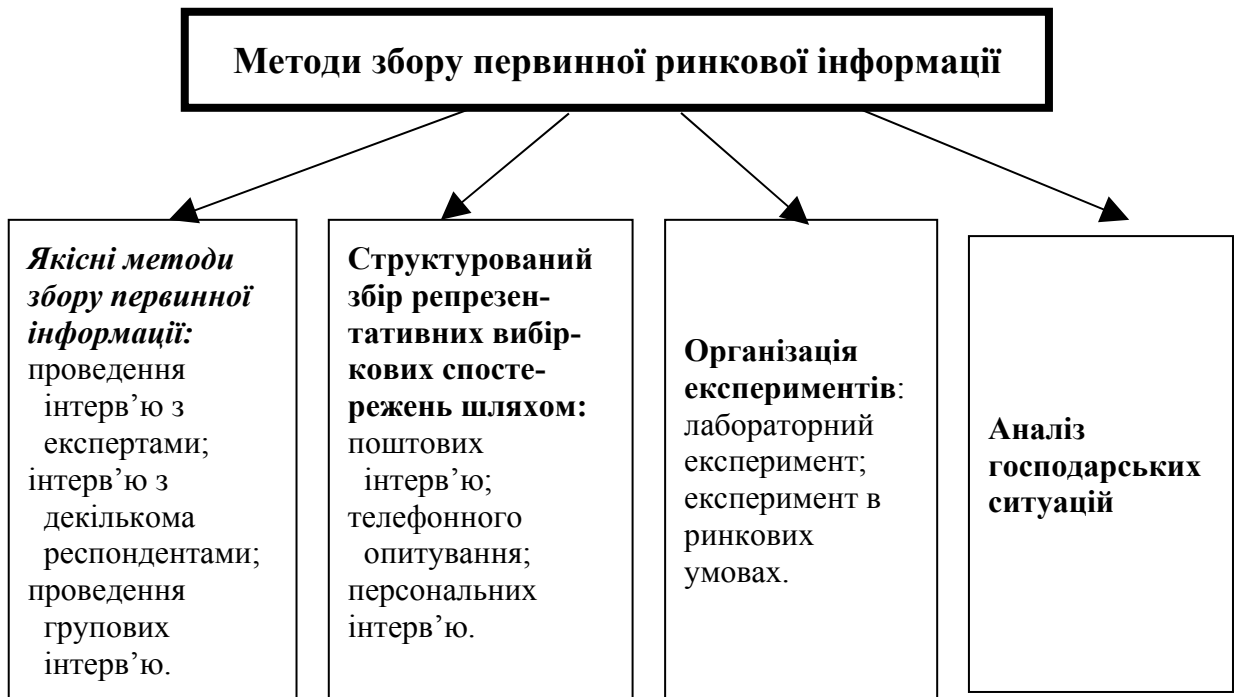 Методи збору первинної ринкової інформації
Якісні методи
збору первинної
інформації:
проведення
інтерв’ю з
експертами;
інтерв’ю з
декількома
респондентами;
проведення
групових
інтерв’ю.
Структурований
збір репрезен-
тативних вибір-
кових спосте-
режень шляхом:
поштових
інтерв’ю;
телефонного
опитування;
персональних
інтерв’ю.
Організація
експериментів:
лабораторний
експеримент;
експеримент в
ринкових
умовах.
Аналіз
господарських
ситуацій